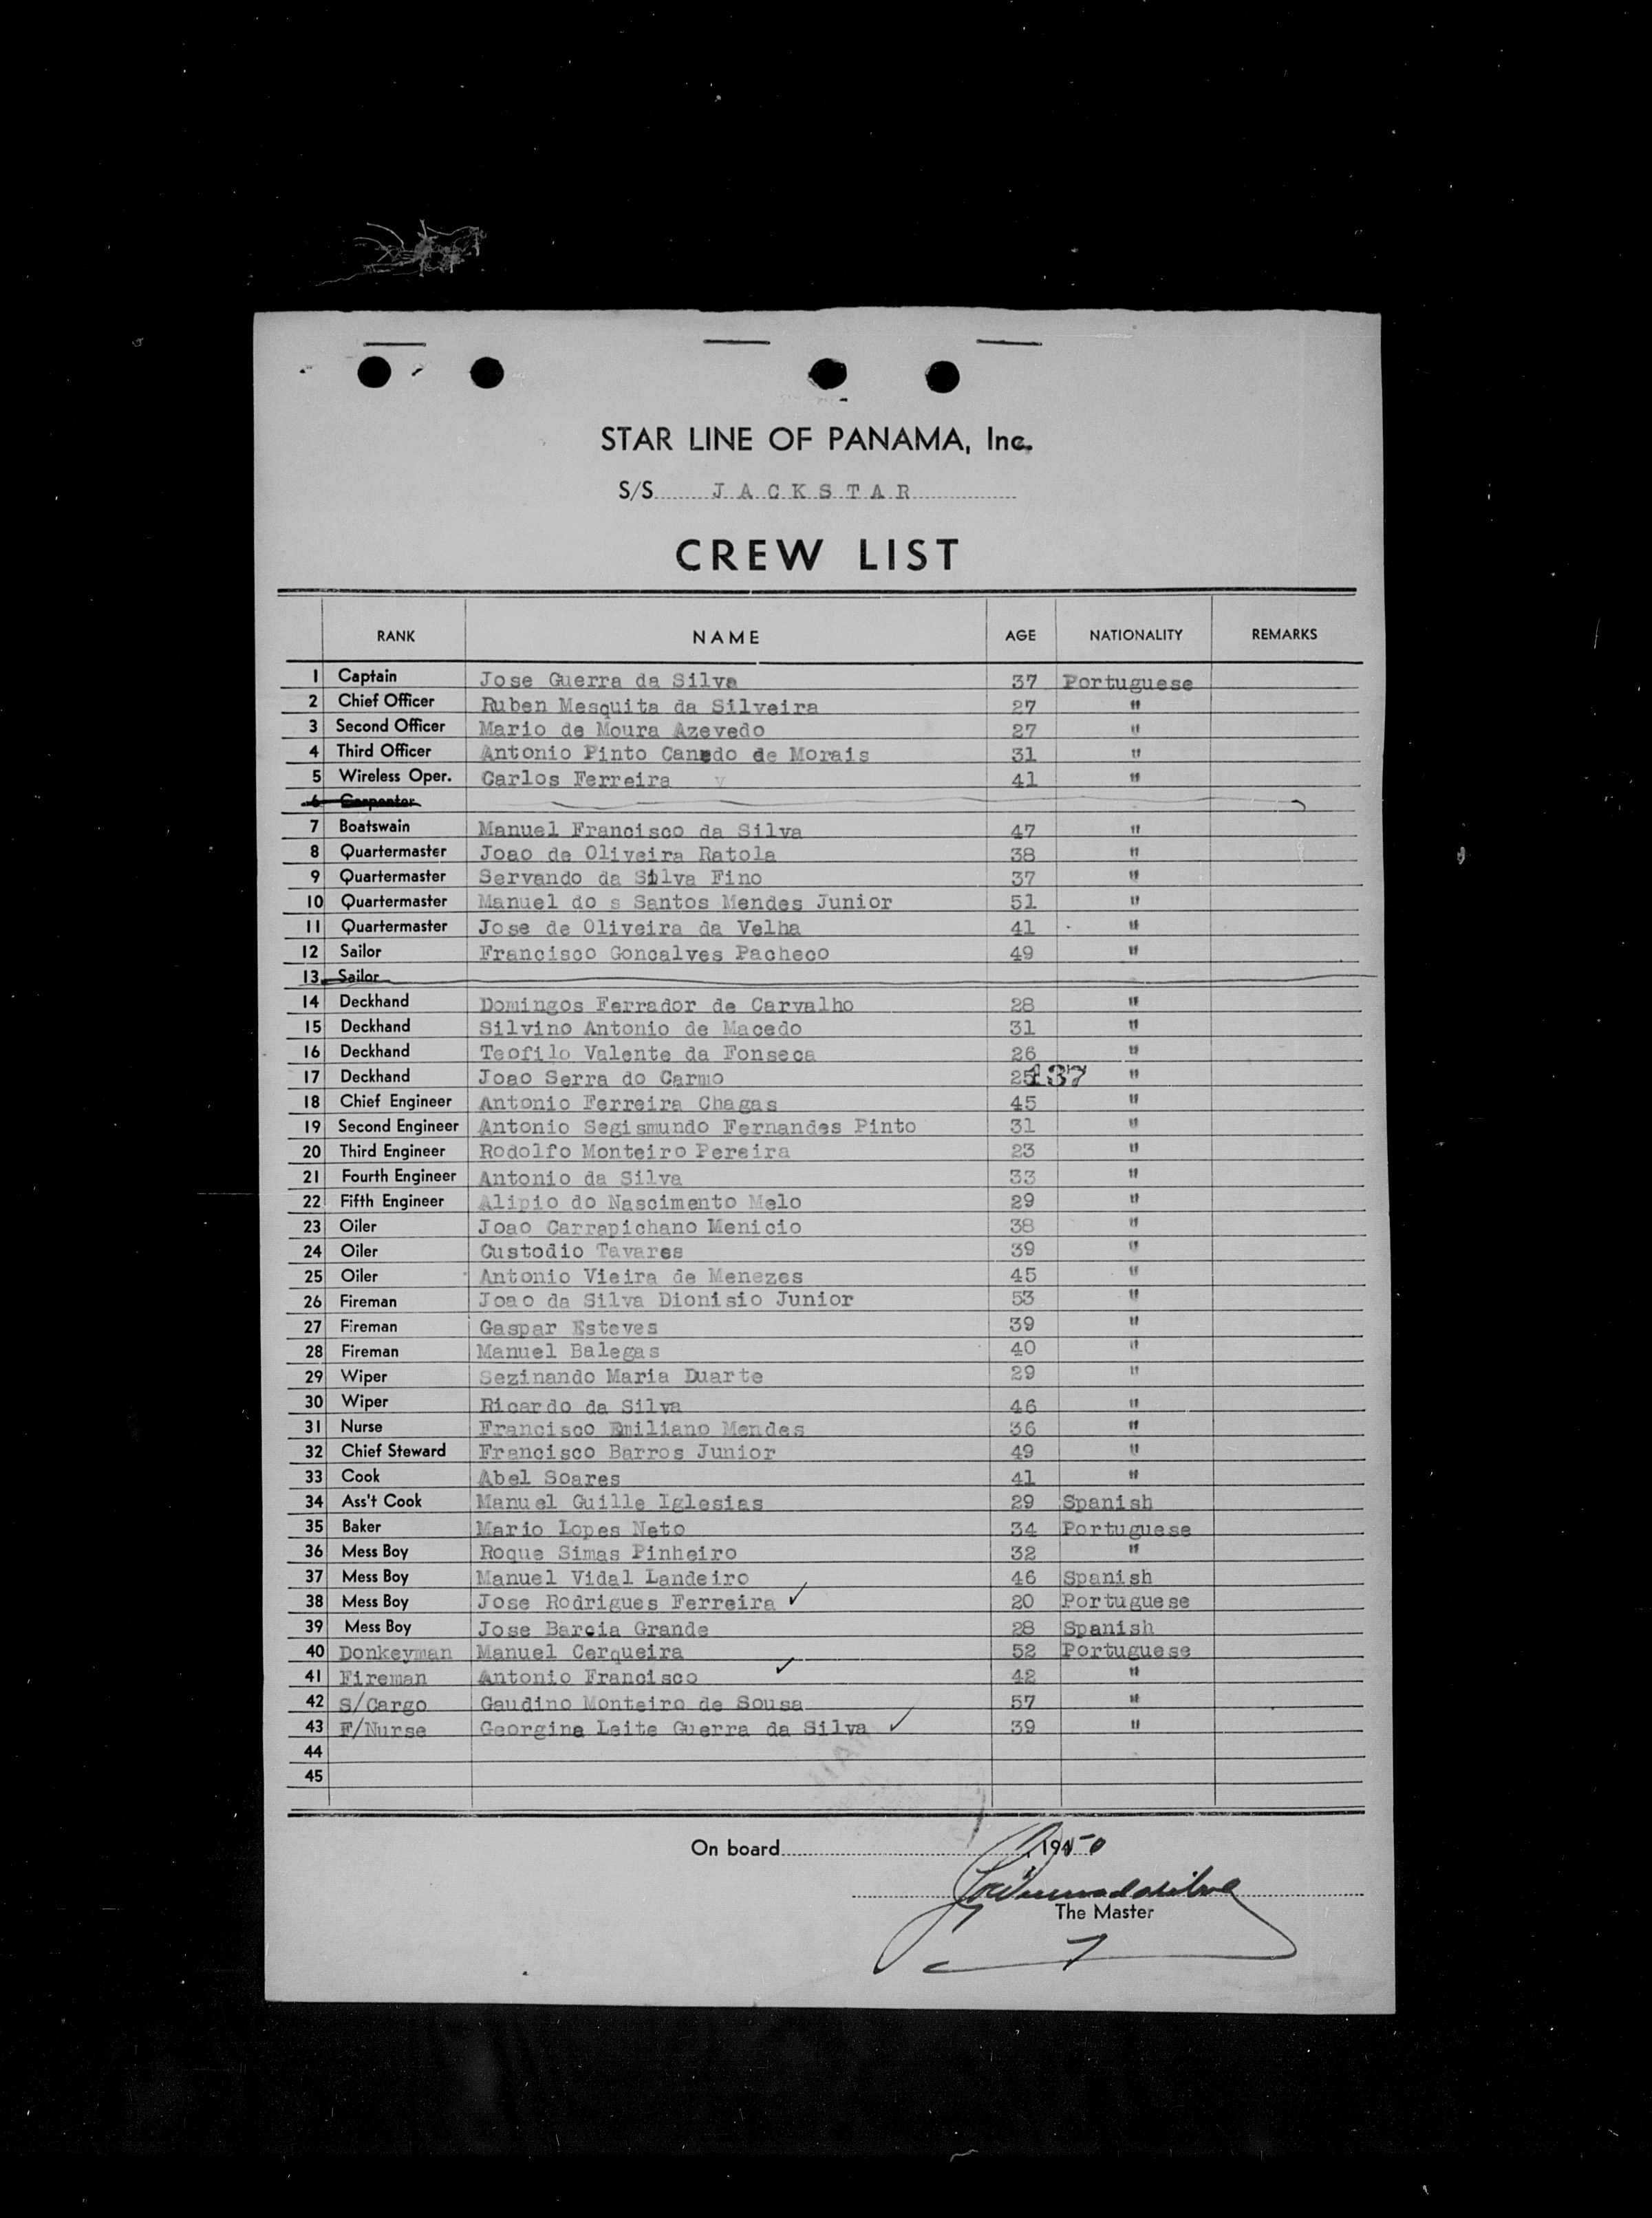 STAR LINE OF PANAMA, Inc.
S/S JACKSTAR
CREW LIST
RANK NAME AGE NATIONALITY REMARKS
1 Captain Jose Guerra da Silva 37 Portuguese
2 Chief Officer Ruben Mesquita da Silveira 27 "
3 Second Officer Mario de Moura Azevedo 27 "
4 Third Officer Antonio Pinto Canedo de Morais 31 "
5 Wireless Oper. Carlos Ferreira 41 "
6 Carpenter
7 Boatswain Manuel Francisco da Silva 47 "
8 Quartermaster Joao de Oliveira Ratola 38 "
9 Quartermaster Servando da Silva Fino 37 "
10 Quartermaster Manuel do s Santos Mendes Junior 51 "
11 Quartermaster Jose de Oliveira da Velha 41 "
12 Sailor Francisco Goncalves Pacheco 49 "
13 Sailor
14 Deckhand Domingos Ferrador de Carvalho 28 "
15 Deckhand Silvino Antonio de Macedo 31 "
16 Deckhand Teofilo Valente da Fonseca 26 "
17 Deckhand Joao Serra do Carmo 25 137 "
18 Chief Engineer Antonio Ferreira Chagas 45 "
19 Second Engineer Antonio Segismundo Fernandes Pinto 31 "
20 Third Engineer Rodolfo Monteiro Pereira 23 "
21 Fourth Engineer Antonio da Silva 33 "
22 Fifth Engineer Alipio do Nascimento Melo 29 "
23 Oiler Joao Carrapichano Menicio 38 "
24 Oiler Custodio Tavares 39 "
25 Oiler Antonio Vieira de Menezes 45 "
26 Fireman Joao da Silva Dionisio Junior 53 "
27 Fireman Gaspar Esteves 39 "
28 Fireman Manuel Balegas 40 "
29 Wiper Sezinando Maria Duarte 29 "
30 Wiper Ricardo da Silva 46 "
31 Nurse Francisco Emiliano Mendes 36 "
32 Chief Steward Francisco Barros Junior 49 "
33 Cook Abel Soares 41 "
34 Ass't Cook Manuel Guille Iglesias 29 Spanish
35 Baker Mario Lopes Neto 34 Portuguese
36 Mess Boy Roque Simas Pinheiro 32 "
37 Mess Boy Manuel Vidal Landeiro 46 Spanish
38 Mess Boy Jose Rodrigues Ferreira ✓ 20 Portuguese
39 Mess Boy Jose Barcia Grande 28 Spanish
40 Donkeyman Manuel Cerqueira 52 Portuguese
41 Fireman Antonio Francisco ✓ 42 "
42 S/Cargo Gaudino Monteiro de Sousa 57 "
43 F/Nurse Georgina Leite Guerra da Silva ✓ 39 "
44
45
On board , 1950
The Master